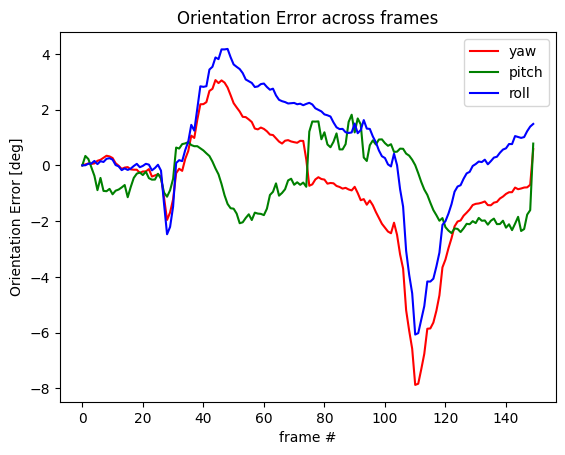 Orientation Error across frames
yaw
pitch
roll
Orientation Error [deg]
4
2
0
−2
−4
−6
−8
0 20 40 60 80 100 120 140
frame #